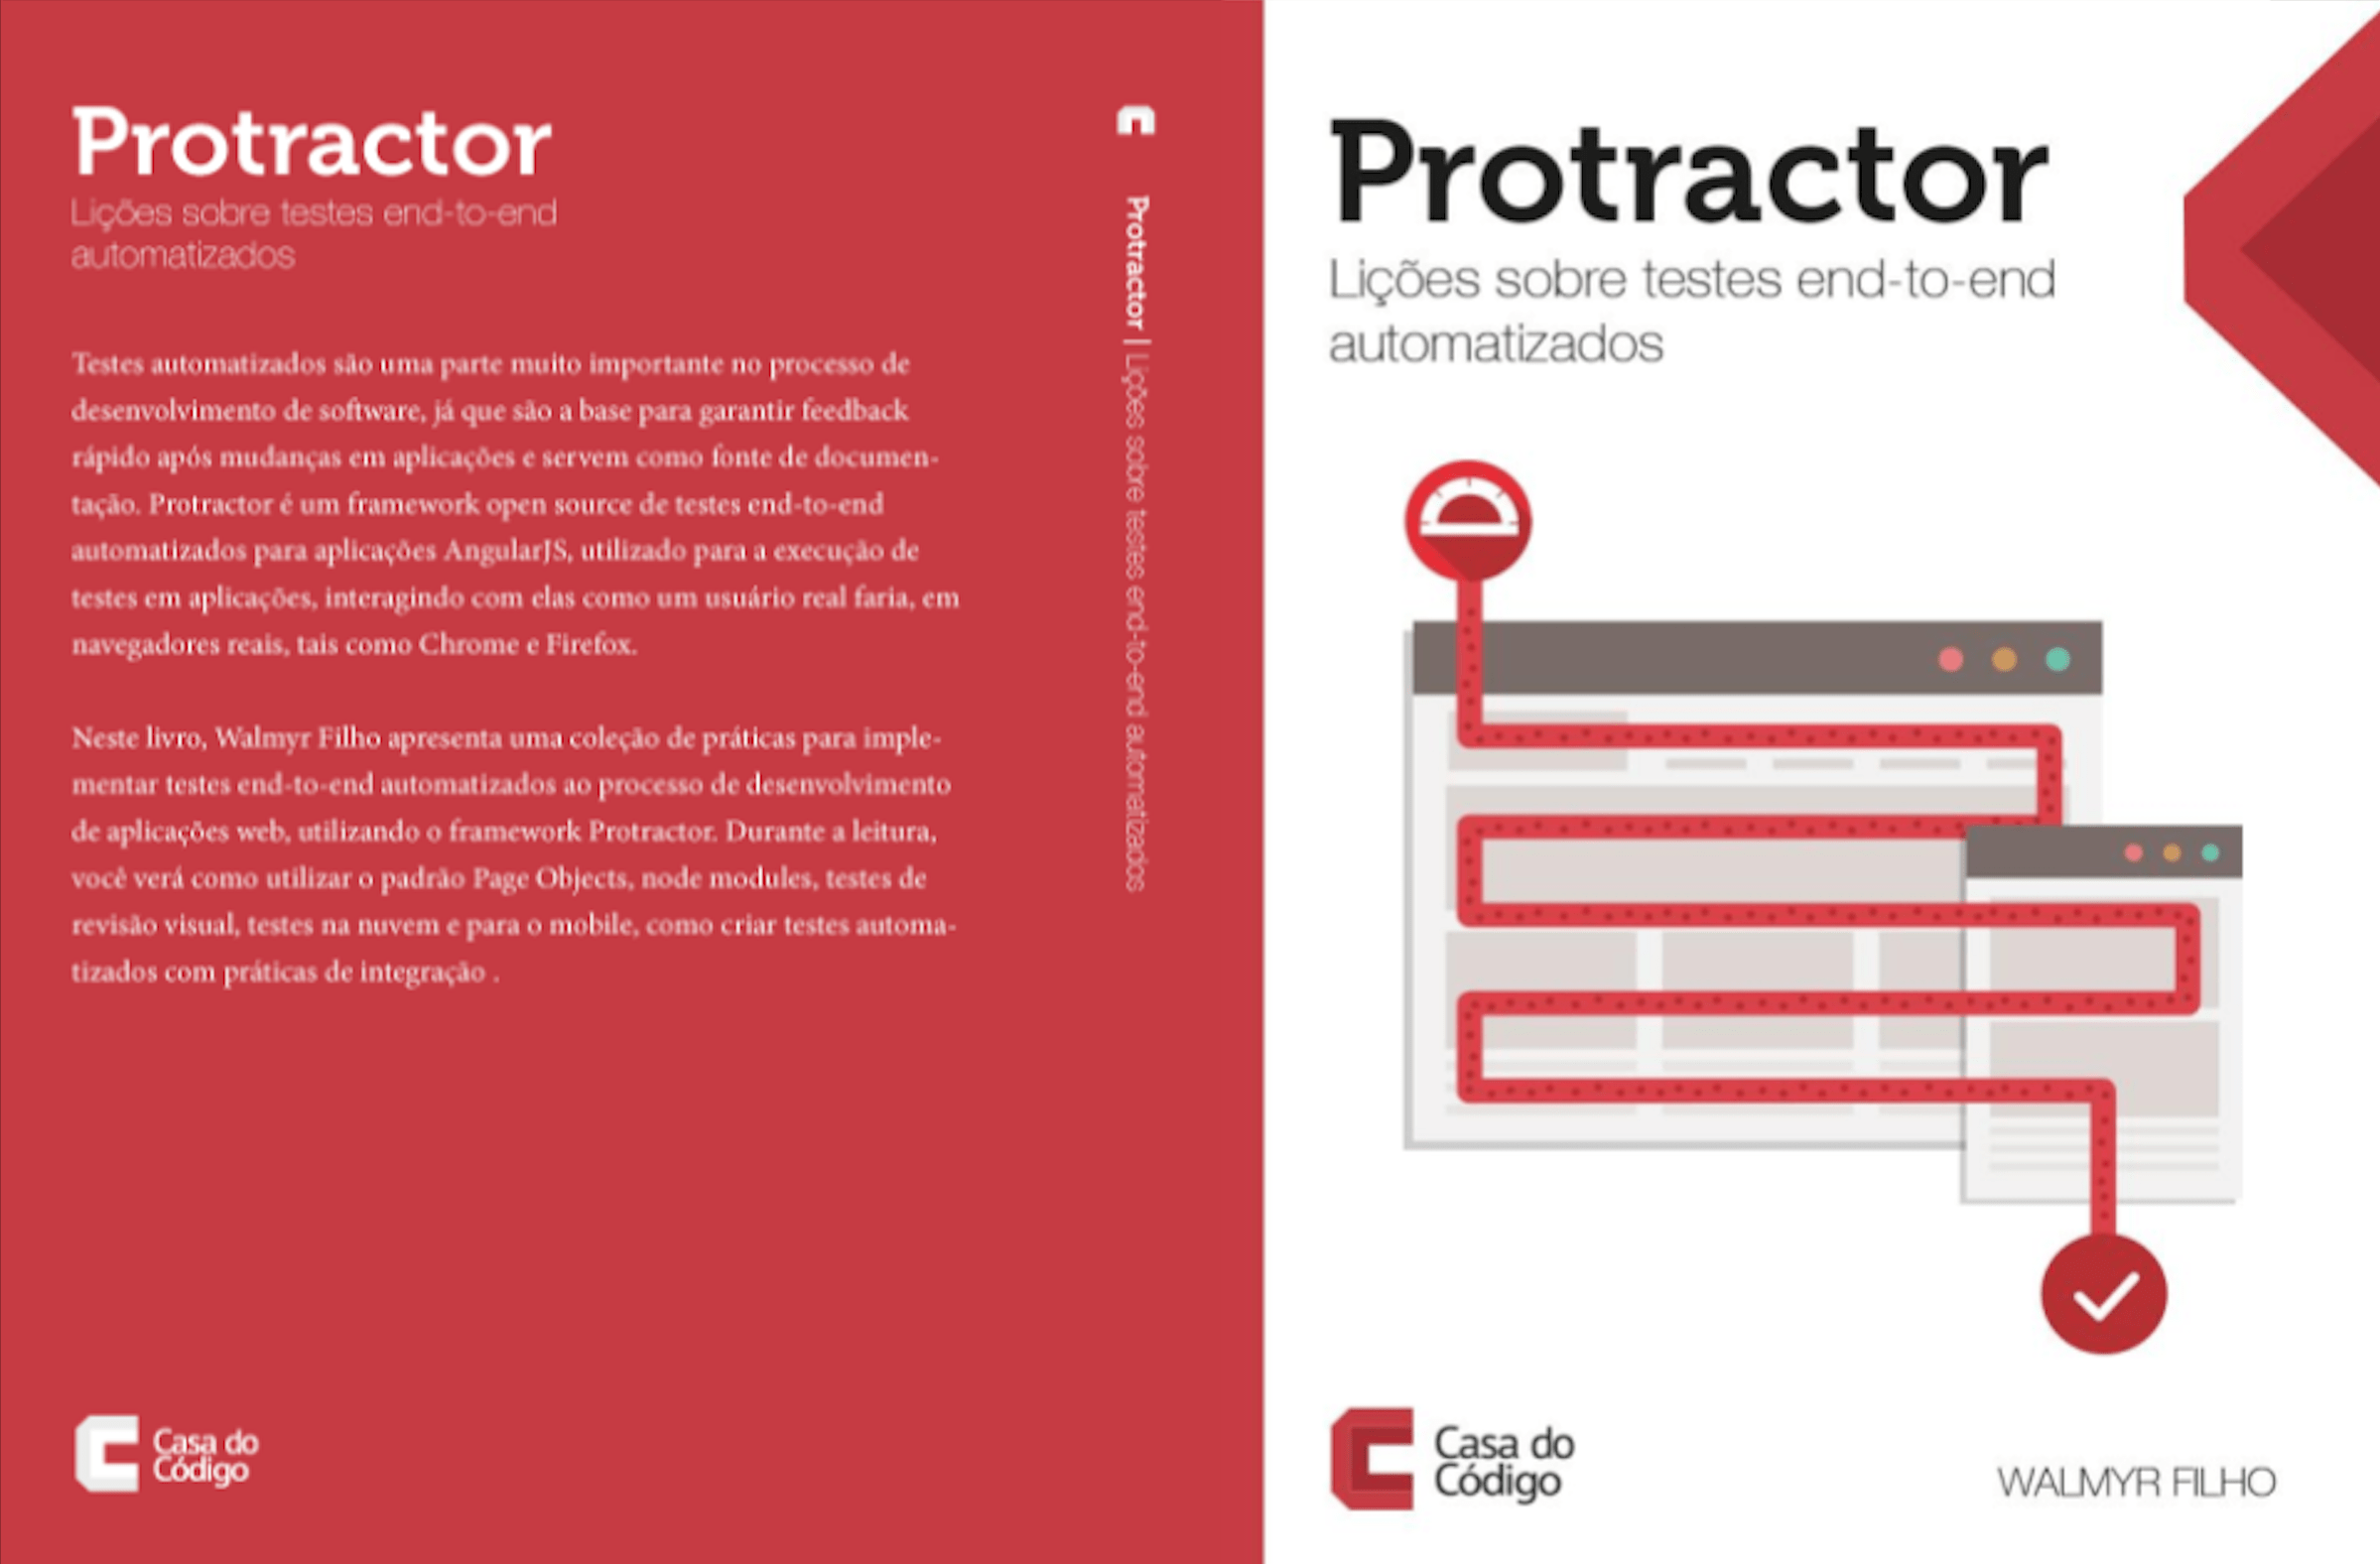 Protractor
Lições sobre testes end-to-end
automatizados
Testes automatizados são uma parte muito importante no processo de
desenvolvimento de software, já que são a base para garantir feedback
rápido após mudanças em aplicações e servem como fonte de documen-
tação. Protractor é um framework open source de testes end-to-end
automatizados para aplicações AngularJS, utilizado para a execução de
testes em aplicações, interagindo com elas como um usuário real faria, em
navegadores reais, tais como Chrome e Firefox.
Neste livro, Walmyr Filho apresenta uma coleção de práticas para imple-
mentar testes end-to-end automatizados ao processo de desenvolvimento
de aplicações web, utilizando o framework Protractor. Durante a leitura,
você verá como utilizar o padrão Page Objects, node modules, testes de
revisão visual, testes na nuvem e para o mobile, como criar testes automa-
tizados com práticas de integração .
Casa do
Código
Protractor | Lições sobre testes end-to-end automatizados
Protractor
Lições sobre testes end-to-end
automatizados
Casa do
Código
WALMYR FILHO